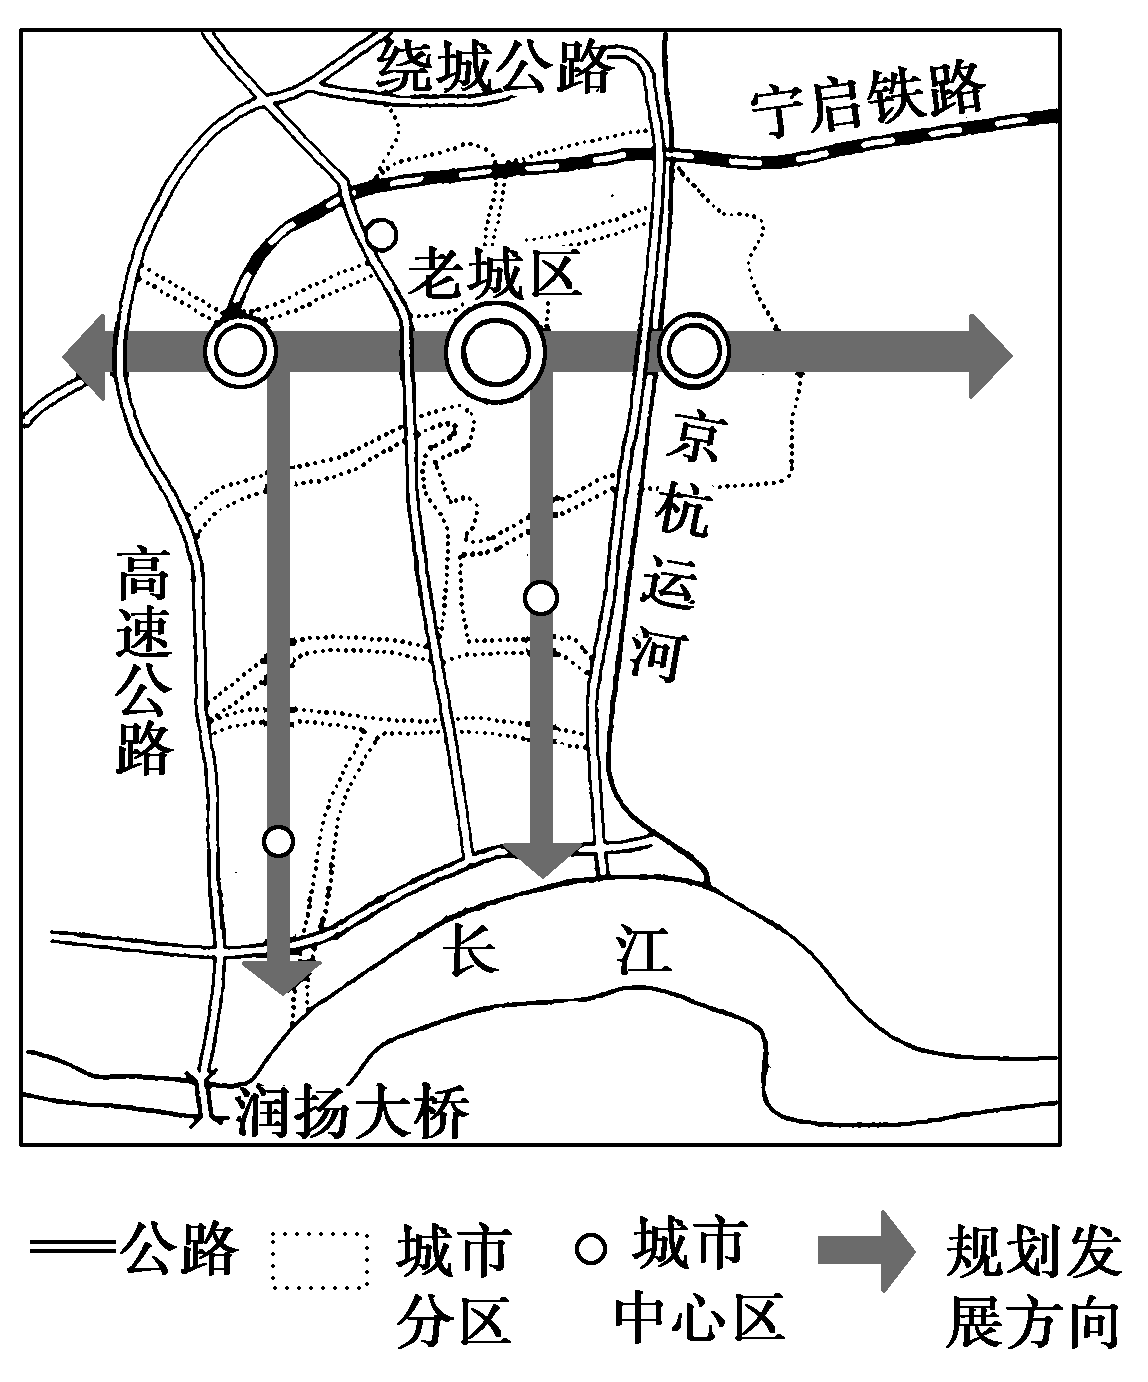 绕城公路
宁启铁路
老城区
京杭运河
高速公路
长江
润扬大桥
公路
城市分区
城市中心区
规划发展方向